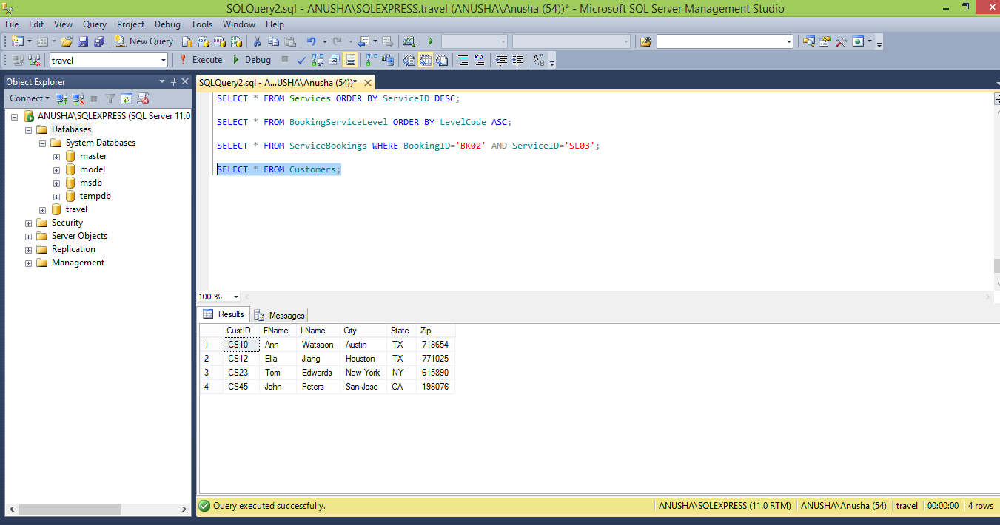 SQLQuery2.sql - ANUSHA\SQLEXPRESS.travel (ANUSHA\Anusha (54))* - Microsoft SQL Server Management Studio
File Edit View Query Project Debug Tools Window Help
New Query
travel Execute Debug
Object Explorer
Connect
ANUSHA\SQLEXPRESS (SQL Server 11.0
Databases
System Databases
master
model
msdb
tempdb
travel
Security
Server Objects
Replication
Management
SQLQuery2.sql - A...USHA\Anusha (54))*
SELECT * FROM Services ORDER BY ServiceID DESC;
SELECT * FROM BookingServiceLevel ORDER BY LevelCode ASC;
SELECT * FROM ServiceBookings WHERE BookingID='BK02' AND ServiceID='SL03';
SELECT * FROM Customers;
100 %
Results Messages
CustID FName LName City State Zip
1 CS10 Ann Watsaon Austin TX 718654
2 CS12 Ella Jiang Houston TX 771025
3 CS23 Tom Edwards New York NY 615890
4 CS45 John Peters San Jose CA 198076
Query executed successfully. ANUSHA\SQLEXPRESS (11.0 RTM) ANUSHA\Anusha (54) travel 00:00:00 4 rows